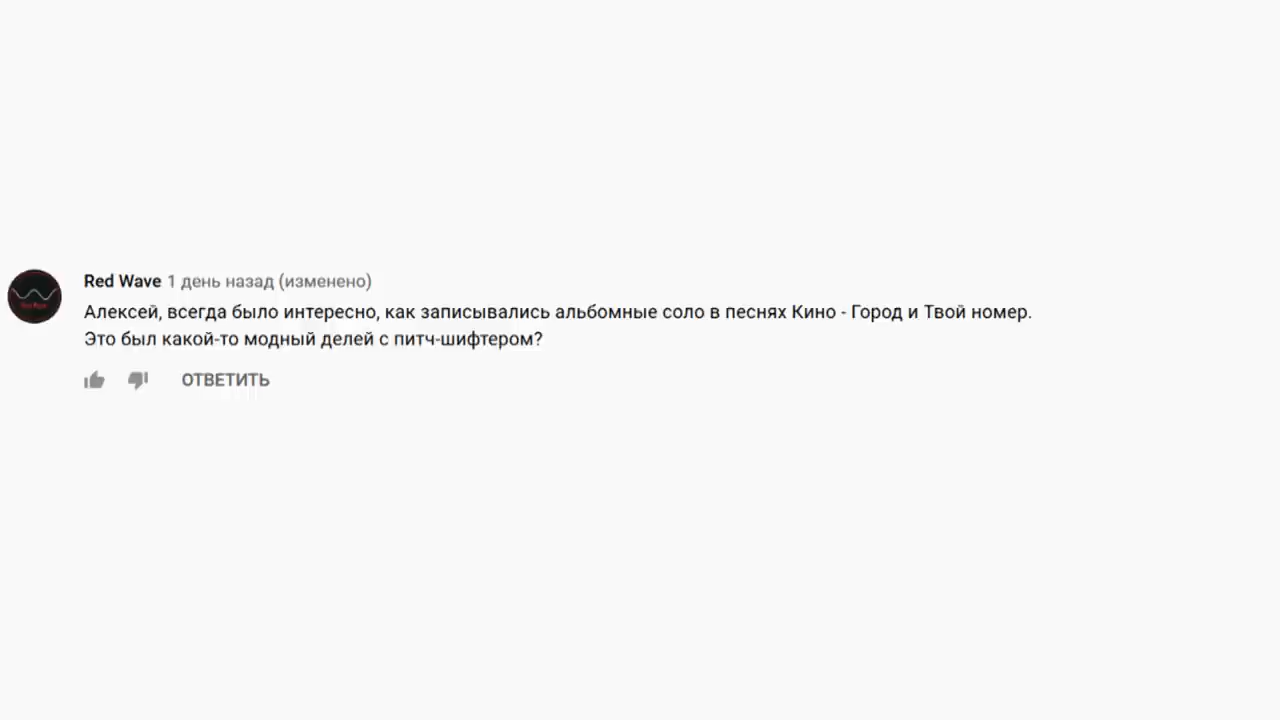 Red Wave 1 день назад (изменено)
Алексей, всегда было интересно, как записывались альбомные соло в песнях Кино - Город и Твой номер.
Это был какой-то модный делей с питч-шифтером?
ОТВЕТИТЬ